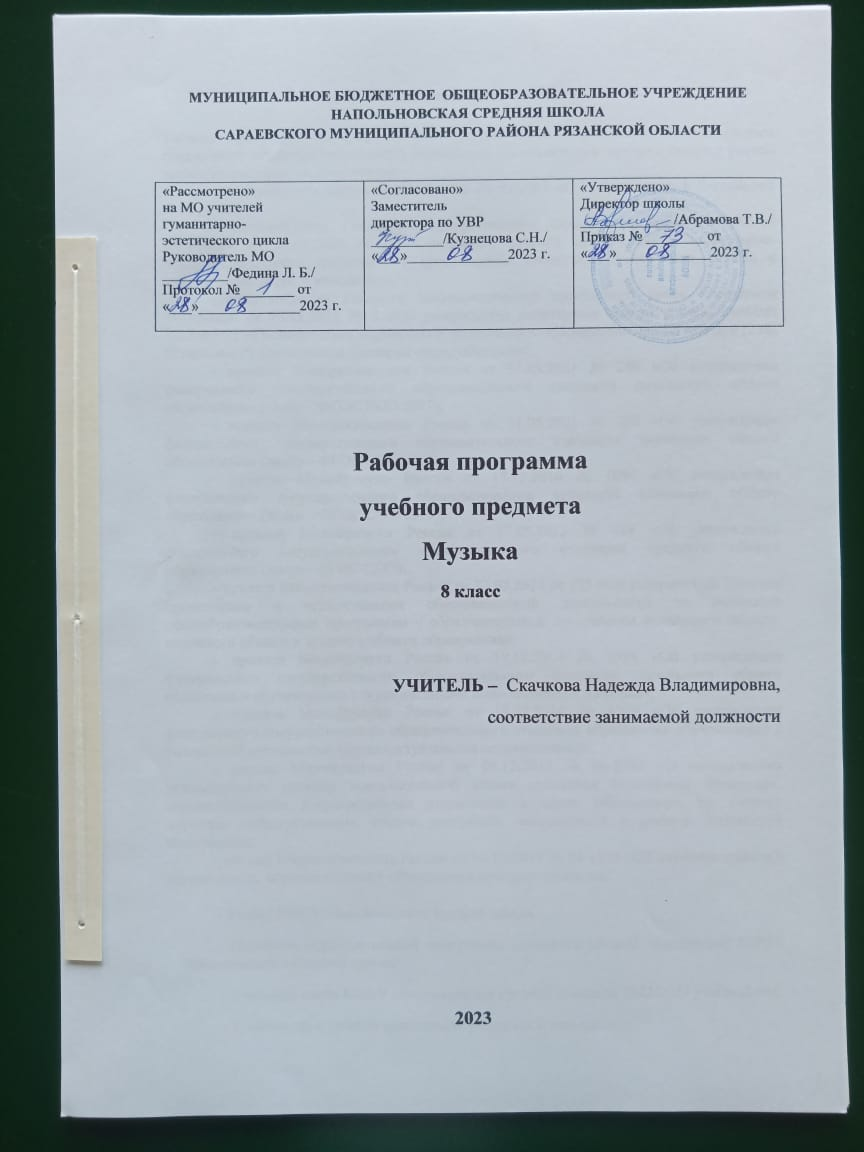 МУНИЦИПАЛЬНОЕ БЮДЖЕТНОЕ ОБЩЕОБРАЗОВАТЕЛЬНОЕ УЧРЕЖДЕНИЕ
НАПОЛЬНОВСКАЯ СРЕДНЯЯ ШКОЛА
САРАЕВСКОГО МУНИЦИПАЛЬНОГО РАЙОНА РЯЗАНСКОЙ ОБЛАСТИ
«Рассмотрено»
на МО учителей
гуманитарно-
эстетического цикла
Руководитель МО
________ /Федина Л. Б./
Протокол № 1 от
«28» 08 2023 г.
«Согласовано»
Заместитель
директора по УВР
________ /Кузнецова С.Н./
«28» 08 2023 г.
«Утверждено»
Директор школы
________ /Абрамова Т.В./
Приказ № 73 от
«28» 08 2023 г.
Рабочая программа
учебного предмета
Музыка
8 класс
УЧИТЕЛЬ – Скачкова Надежда Владимировна,
соответствие занимаемой должности
2023